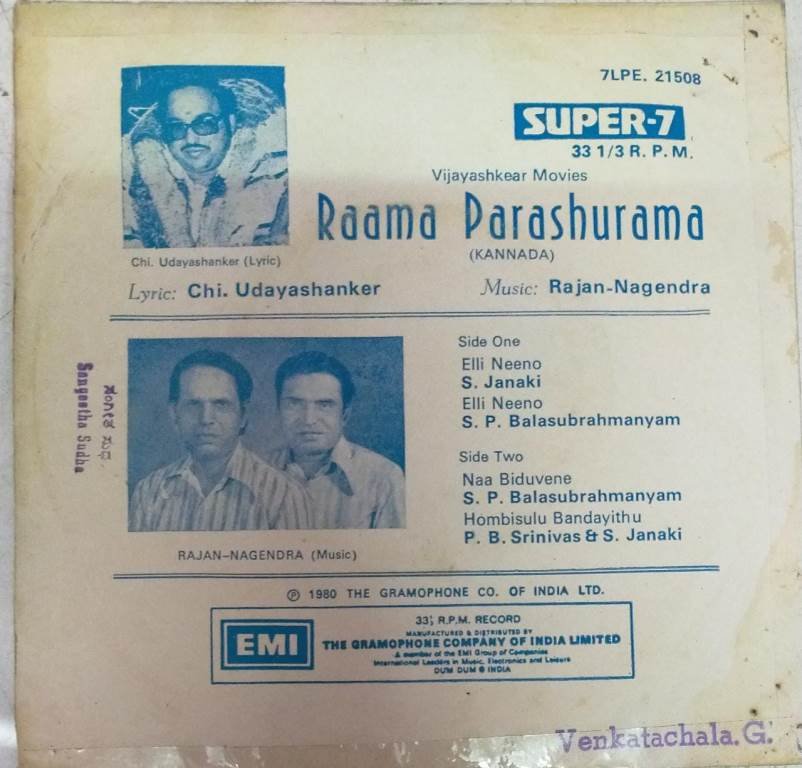 7LPE. 21508
SUPER-7
33 1/3 R. P. M.
Vijayashkear Movies
Raama Parashurama
(KANNADA)
Chi. Udayashanker (Lyric)
Lyric: Chi. Udayashanker
Music: Rajan-Nagendra
Side One
Elli Neeno
S. Janaki
Elli Neeno
S. P. Balasubrahmanyam
Side Two
Naa Biduvene
S. P. Balasubrahmanyam
Hombisulu Bandayithu
P. B. Srinivas & S. Janaki
ಸಂಗೀತ ಸುಧಾ
Sangeetha Sudha
RAJAN-NAGENDRA (Music)
℗ 1980 THE GRAMOPHONE CO. OF INDIA LTD.
EMI
33⅓ R.P.M. RECORD
MANUFACTURED & DISTRIBUTED BY
THE GRAMOPHONE COMPANY OF INDIA LIMITED
A member of the EMI Group of Companies
International Leaders in Music, Electronics and Leisure
DUM DUM INDIA
Venkatachala. G.